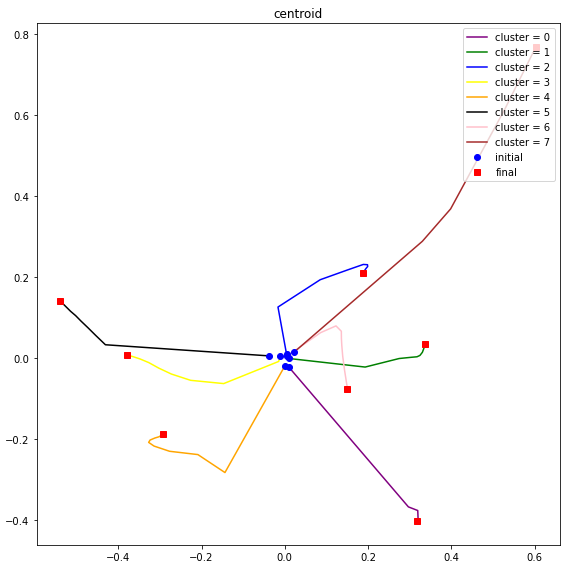 centroid
cluster = 0
cluster = 1
cluster = 2
cluster = 3
cluster = 4
cluster = 5
cluster = 6
cluster = 7
initial
final
0.8
0.6
0.4
0.2
0.0
−0.2
−0.4
−0.4 −0.2 0.0 0.2 0.4 0.6